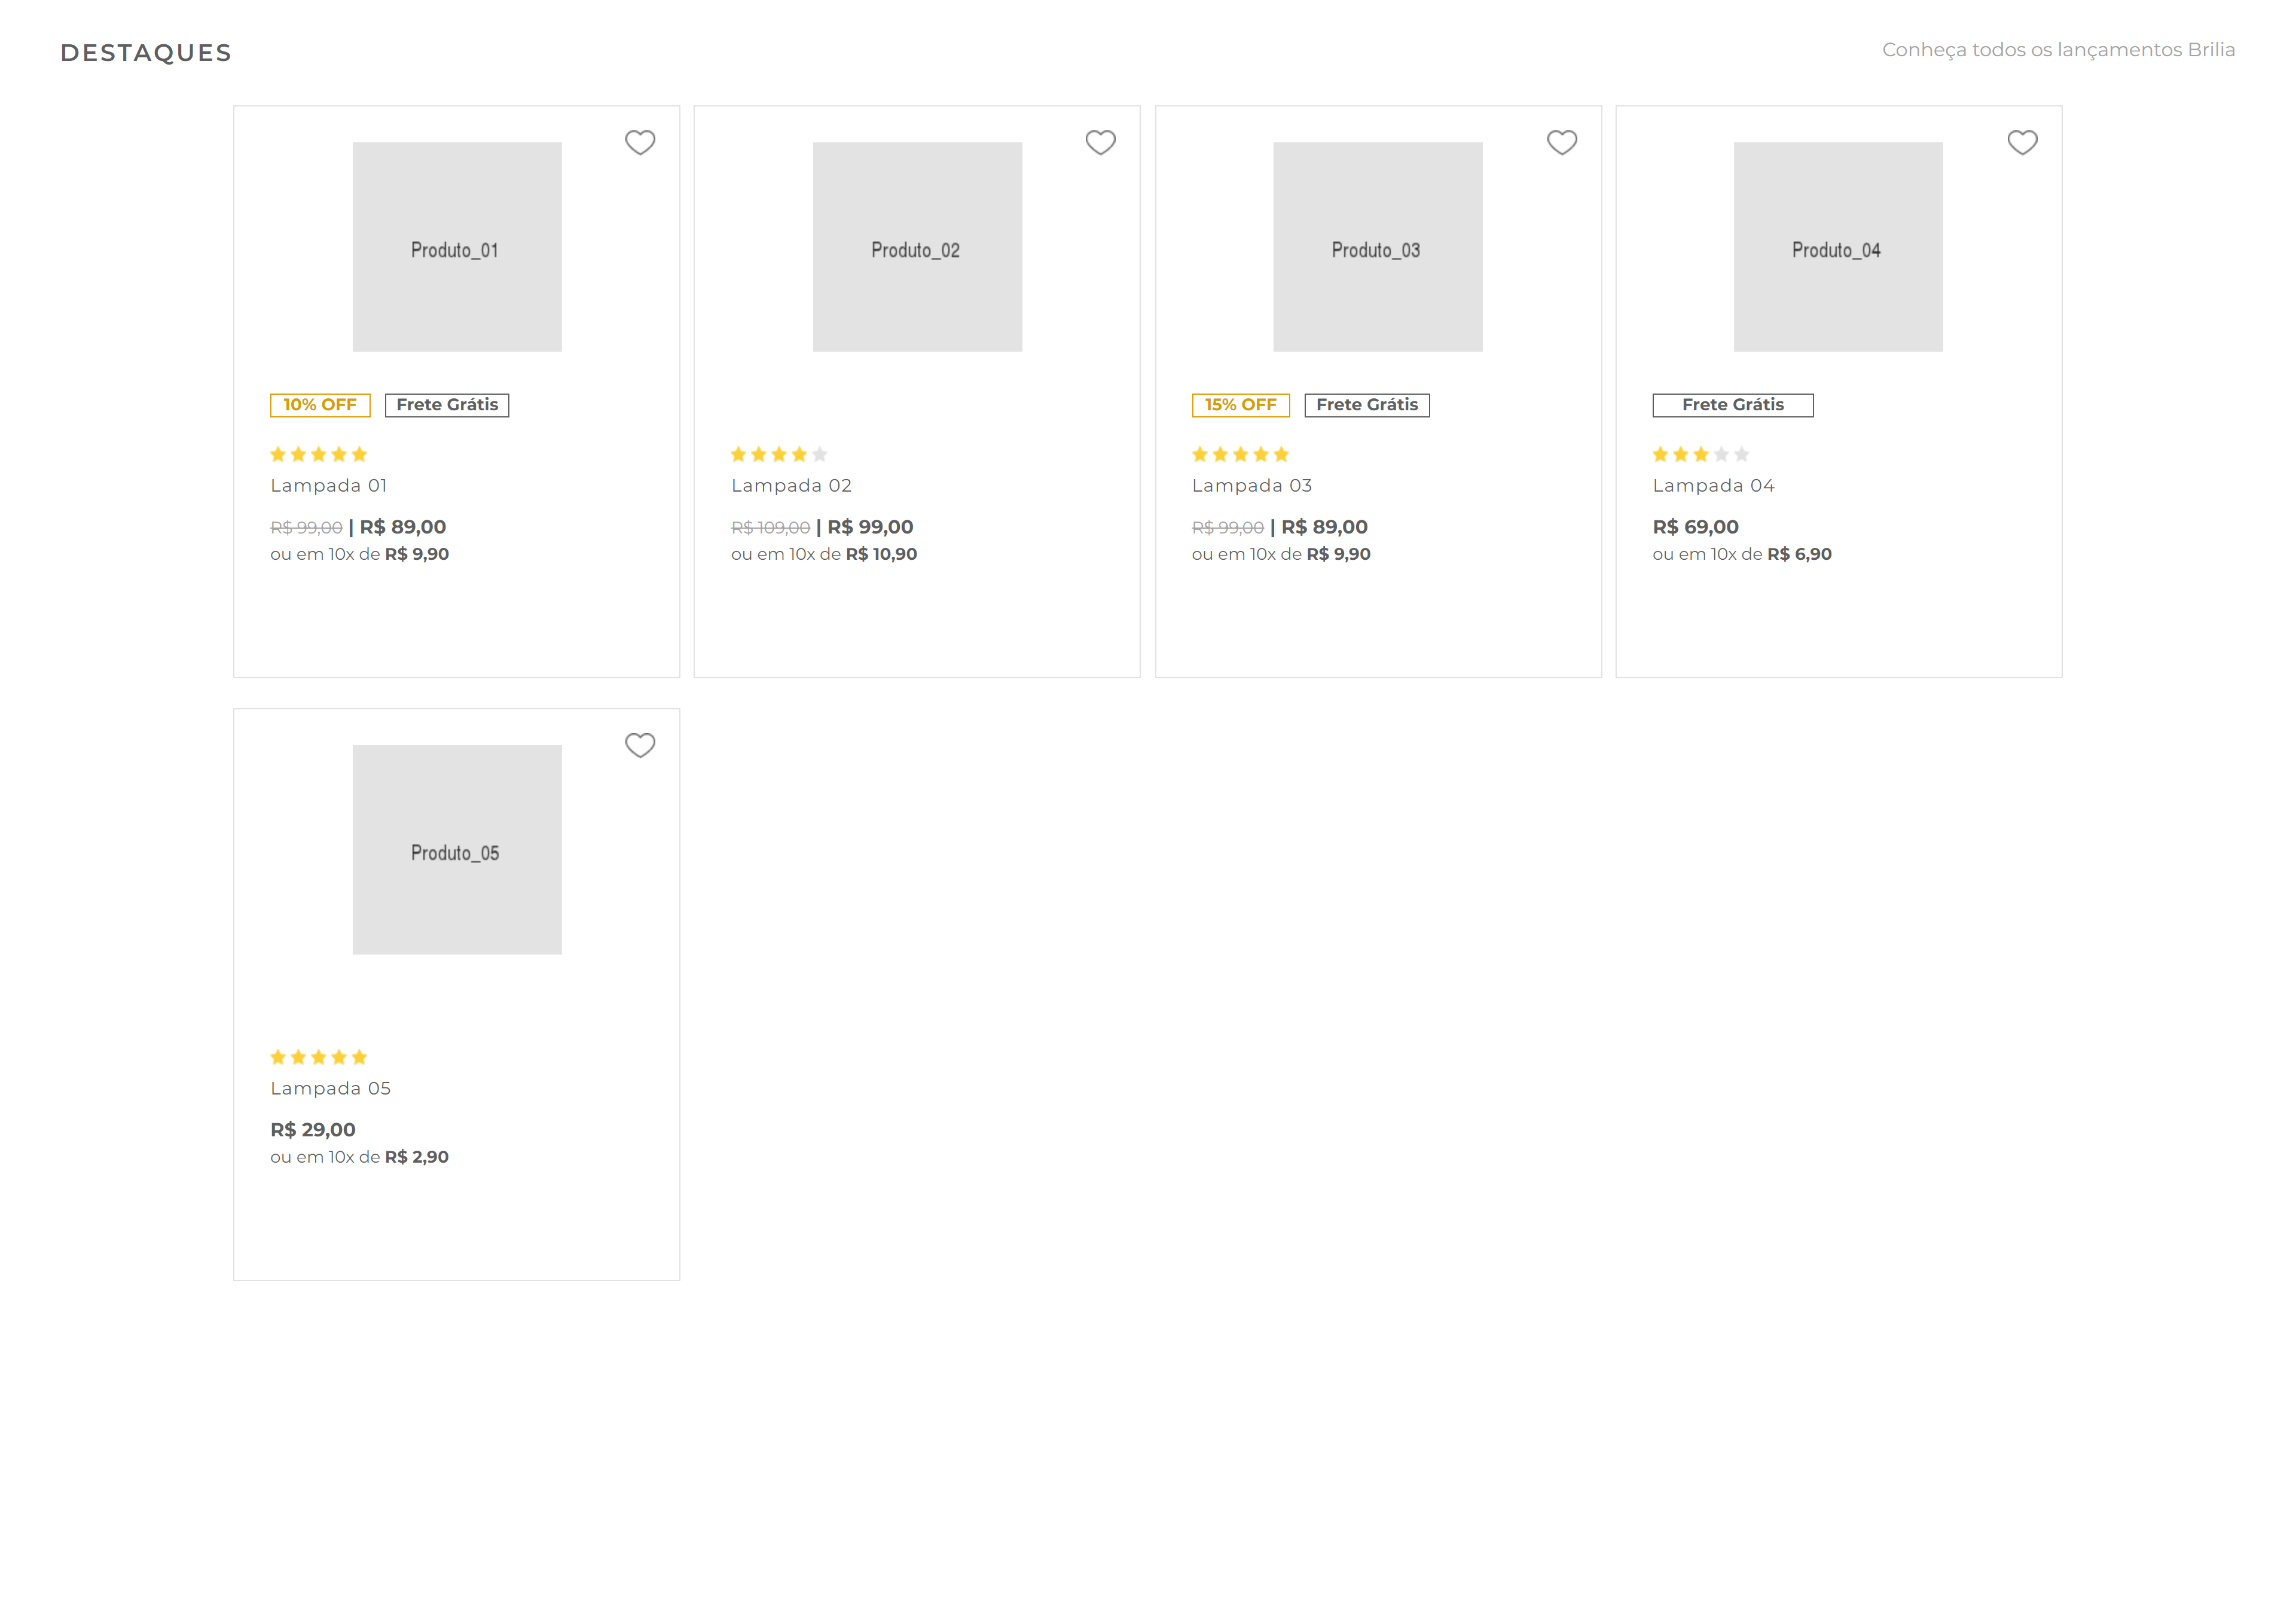 DESTAQUES
Conheça todos os lançamentos Brilia
Produto_01
10% OFF Frete Grátis
Lampada 01
R$ 99,00 | R$ 89,00
ou em 10x de R$ 9,90
Produto_02
Lampada 02
R$ 109,00 | R$ 99,00
ou em 10x de R$ 10,90
Produto_03
15% OFF Frete Grátis
Lampada 03
R$ 99,00 | R$ 89,00
ou em 10x de R$ 9,90
Produto_04
Frete Grátis
Lampada 04
R$ 69,00
ou em 10x de R$ 6,90
Produto_05
Lampada 05
R$ 29,00
ou em 10x de R$ 2,90